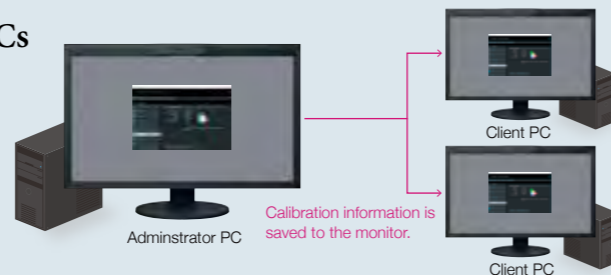 Cs
Client PC
Calibration information is
saved to the monitor.
Adminstrator PC
Client PC